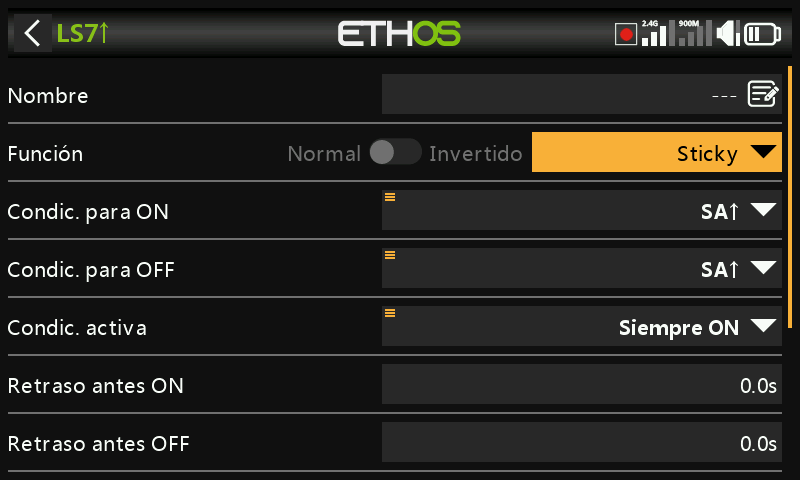 LS7↑ ETHOS 2.4G 900M
Nombre ---
Función Normal Invertido Sticky
Condic. para ON SA↑
Condic. para OFF SA↑
Condic. activa Siempre ON
Retraso antes ON 0.0s
Retraso antes OFF 0.0s